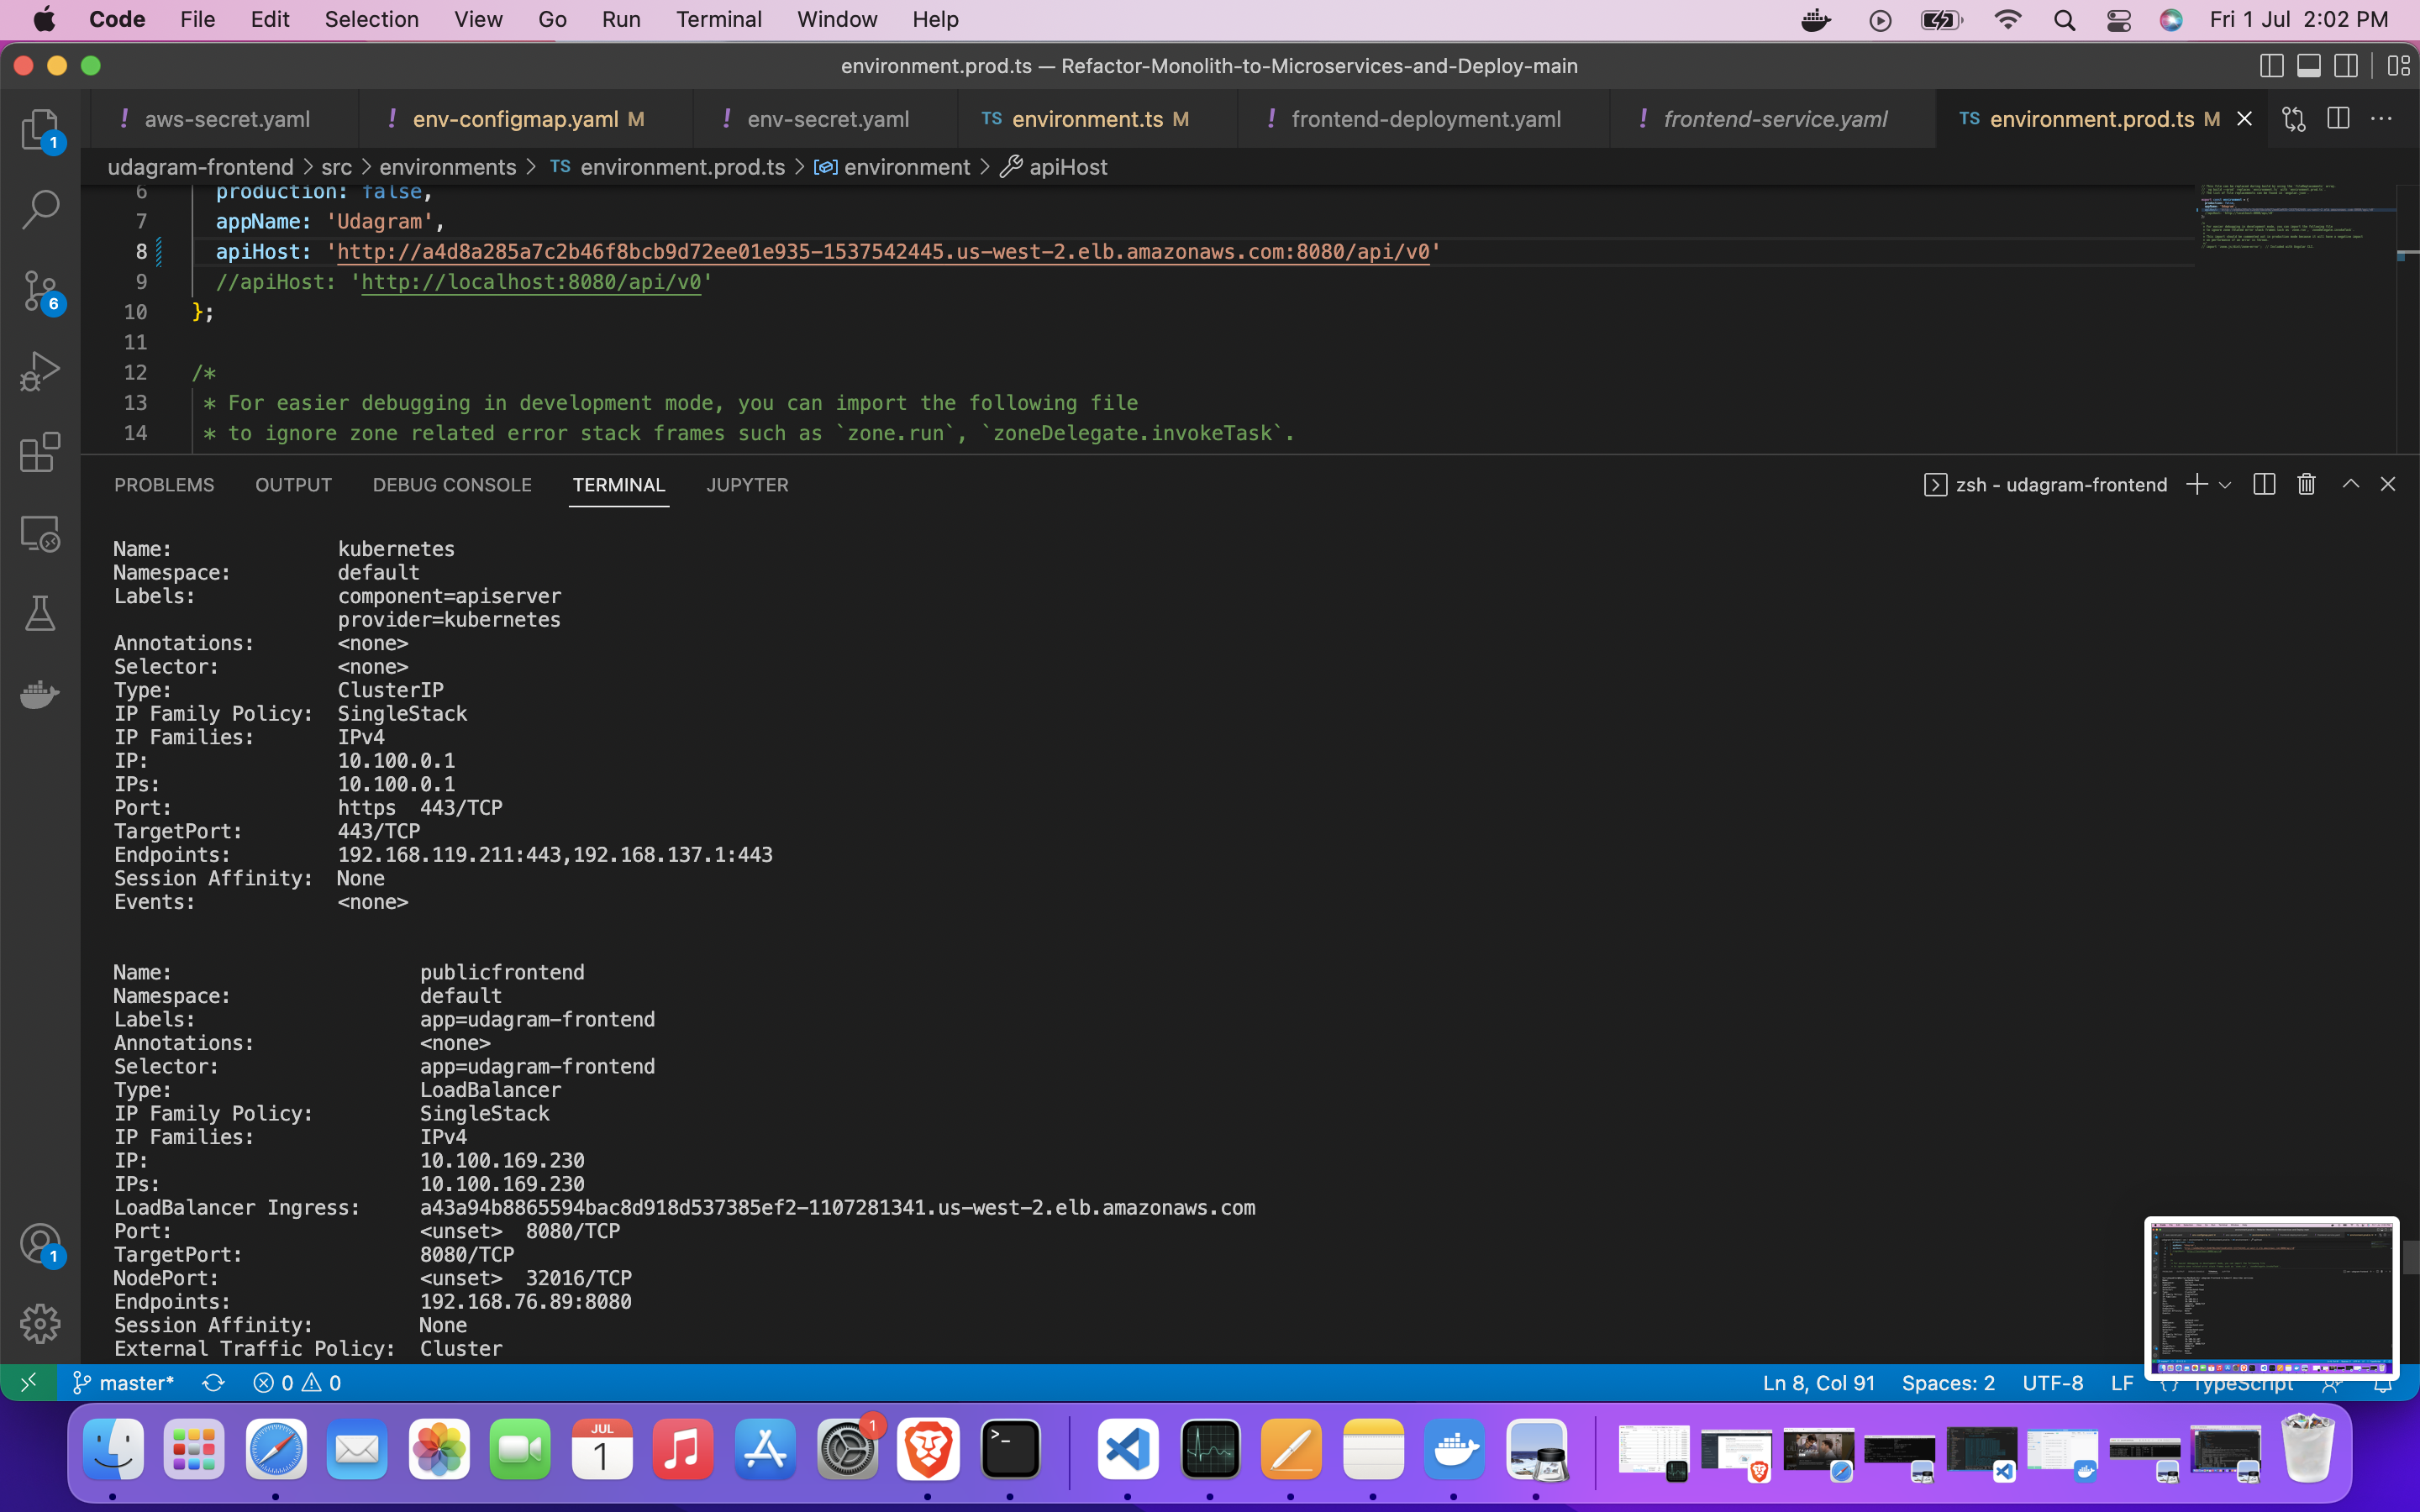 Code File Edit Selection View Go Run Terminal Window Help Fri 1 Jul 2:02 PM
environment.prod.ts — Refactor-Monolith-to-Microservices-and-Deploy-main
! aws-secret.yaml ! env-configmap.yaml M ! env-secret.yaml TS environment.ts M ! frontend-deployment.yaml ! frontend-service.yaml TS environment.prod.ts M
udagram-frontend > src > environments > TS environment.prod.ts > environment > apiHost
6 production: false,
7 appName: 'Udagram',
8 apiHost: 'http://a4d8a285a7c2b46f8bcb9d72ee01e935-1537542445.us-west-2.elb.amazonaws.com:8080/api/v0'
9 //apiHost: 'http://localhost:8080/api/v0'
10 };
11
12 /*
13 * For easier debugging in development mode, you can import the following file
14 * to ignore zone related error stack frames such as `zone.run`, `zoneDelegate.invokeTask`.
1
6
PROBLEMS OUTPUT DEBUG CONSOLE TERMINAL JUPYTER zsh - udagram-frontend
Name: kubernetes
Namespace: default
Labels: component=apiserver
provider=kubernetes
Annotations: <none>
Selector: <none>
Type: ClusterIP
IP Family Policy: SingleStack
IP Families: IPv4
IP: 10.100.0.1
IPs: 10.100.0.1
Port: https 443/TCP
TargetPort: 443/TCP
Endpoints: 192.168.119.211:443,192.168.137.1:443
Session Affinity: None
Events: <none>
Name: publicfrontend
Namespace: default
Labels: app=udagram-frontend
Annotations: <none>
Selector: app=udagram-frontend
Type: LoadBalancer
IP Family Policy: SingleStack
IP Families: IPv4
IP: 10.100.169.230
IPs: 10.100.169.230
LoadBalancer Ingress: a43a94b8865594bac8d918d537385ef2-1107281341.us-west-2.elb.amazonaws.com
Port: <unset> 8080/TCP
TargetPort: 8080/TCP
NodePort: <unset> 32016/TCP
Endpoints: 192.168.76.89:8080
Session Affinity: None
External Traffic Policy: Cluster
1
master* 0 0 Ln 8, Col 91 Spaces: 2 UTF-8 LF {} TypeScript
JUL
1
1